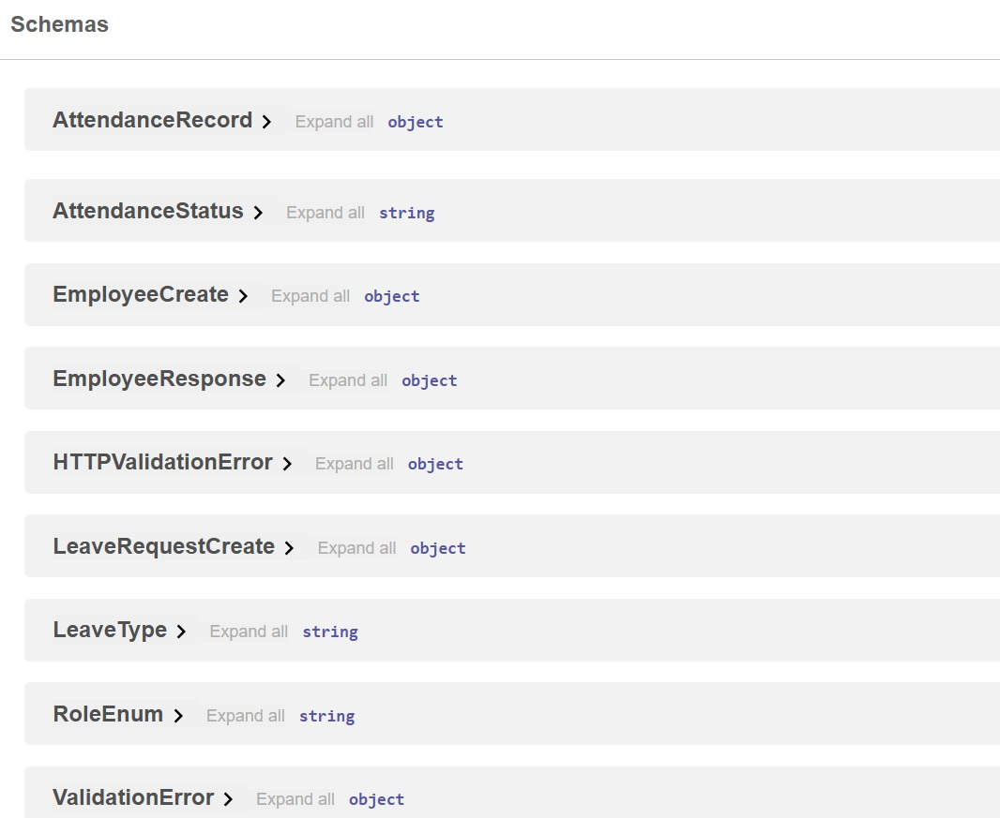 Schemas
AttendanceRecord Expand all object
AttendanceStatus Expand all string
EmployeeCreate Expand all object
EmployeeResponse Expand all object
HTTPValidationError Expand all object
LeaveRequestCreate Expand all object
LeaveType Expand all string
RoleEnum Expand all string
ValidationError Expand all object